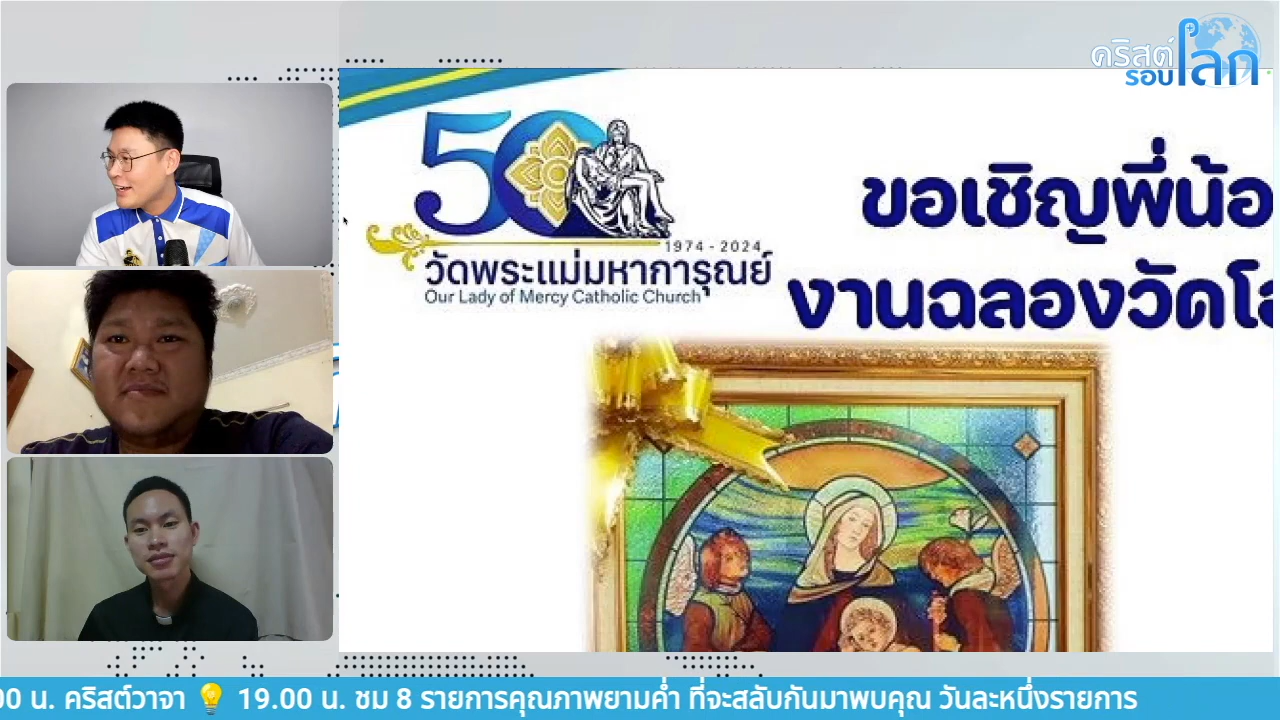 คริสต์
รอบโลก
50
1974 - 2024
วัดพระแม่มหาการุณย์
Our Lady of Mercy Catholic Church
ขอเชิญพี่น้อ
งานฉลองวัดโอ
00 น. คริสต์วาจา 💡 19.00 น. ชม 8 รายการคุณภาพยามค่ำ ที่จะสลับกันมาพบคุณ วันละหนึ่งรายการ